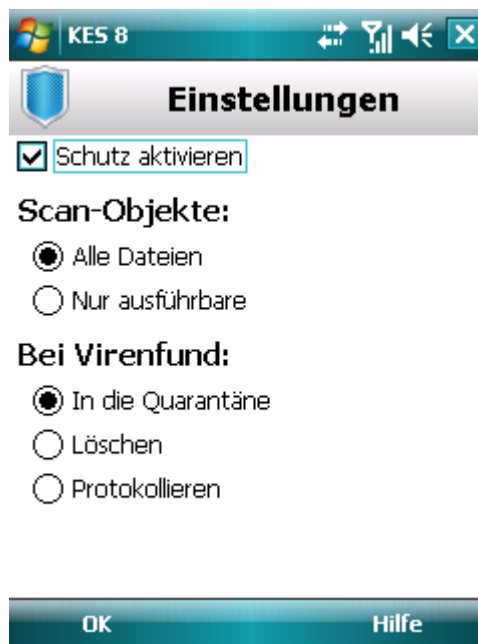 KES 8
Einstellungen
Schutz aktivieren
Scan-Objekte:
Alle Dateien
Nur ausführbare
Bei Virenfund:
In die Quarantäne
Löschen
Protokollieren
OK Hilfe